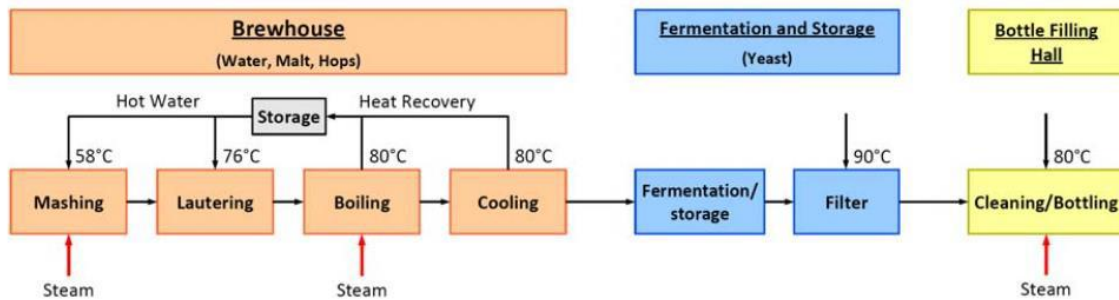 Brewhouse
(Water, Malt, Hops)
Fermentation and Storage
(Yeast)
Bottle Filling
Hall
Hot Water
Storage
Heat Recovery
58°C
76°C
80°C
80°C
90°C
80°C
Mashing
Lautering
Boiling
Cooling
Fermentation/
storage
Filter
Cleaning/Bottling
Steam
Steam
Steam